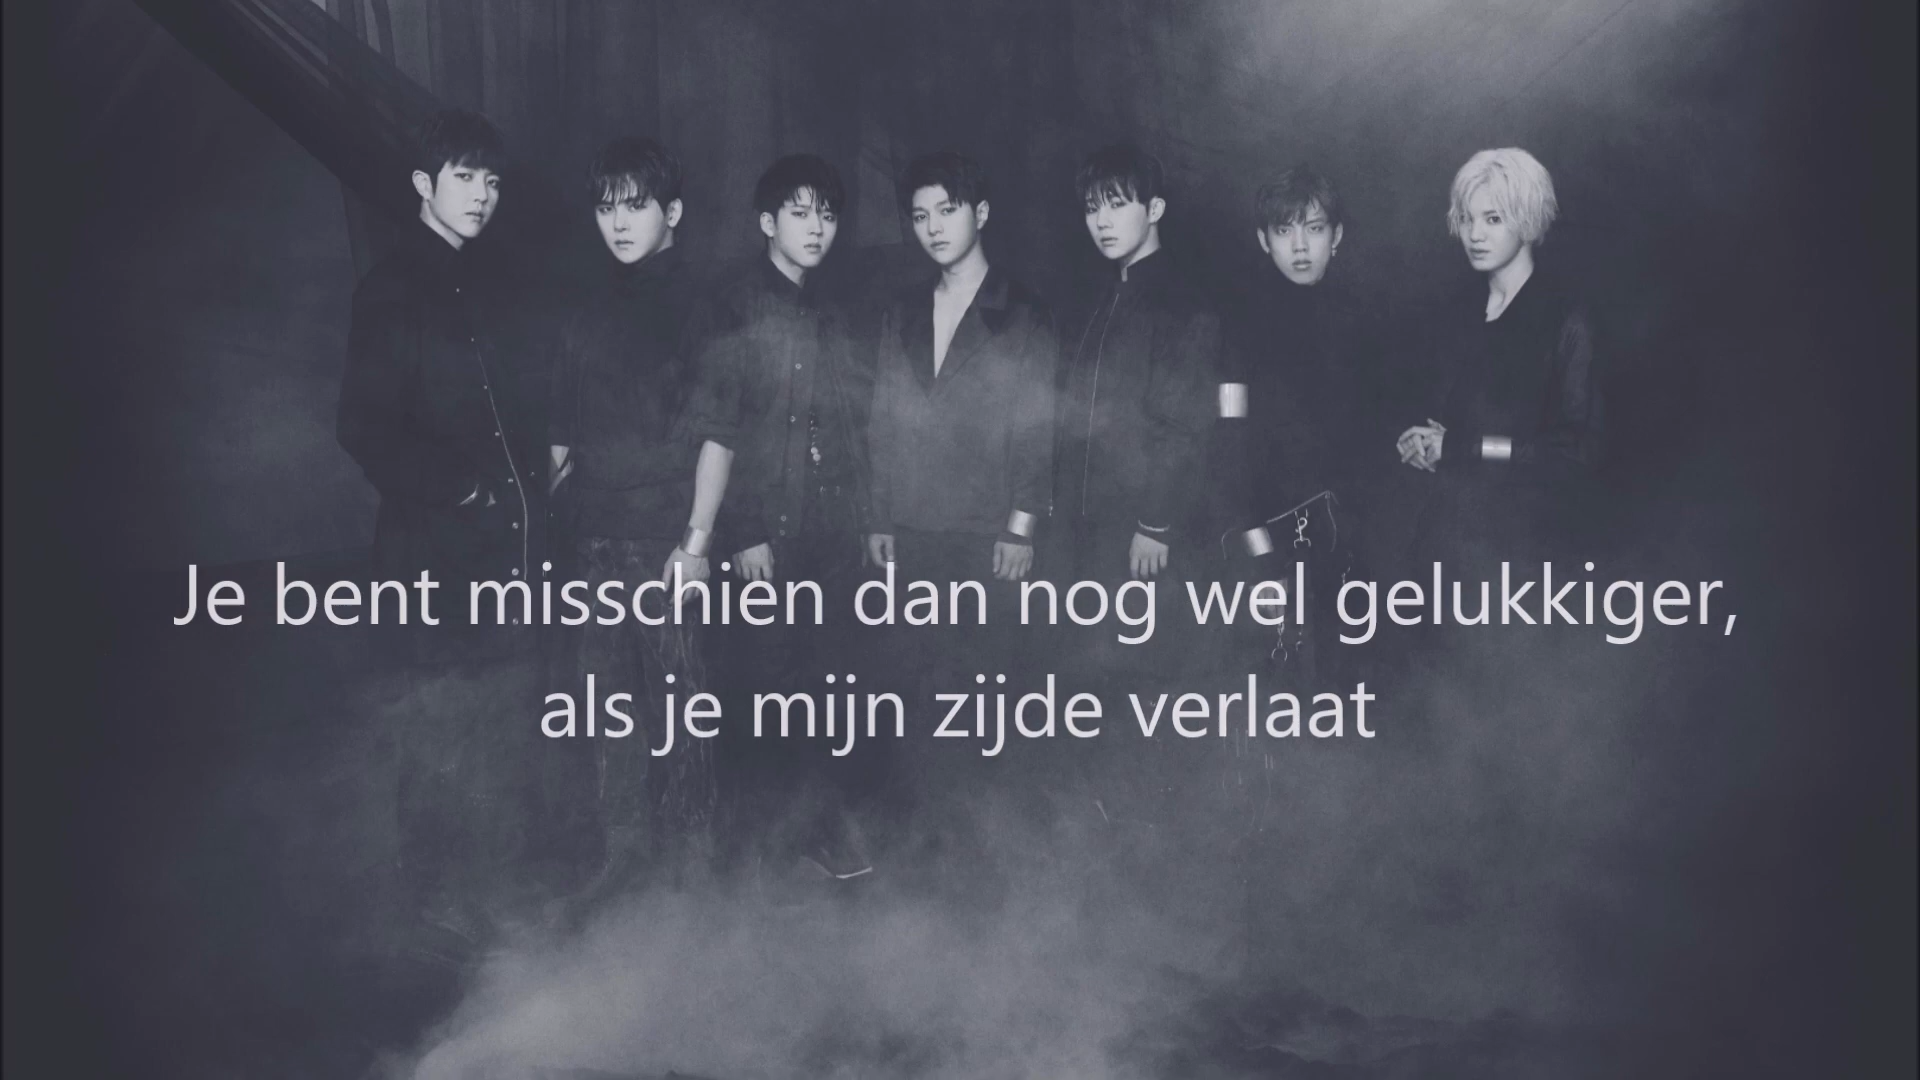 Je bent misschien dan nog wel gelukkiger,
als je mijn zijde verlaat